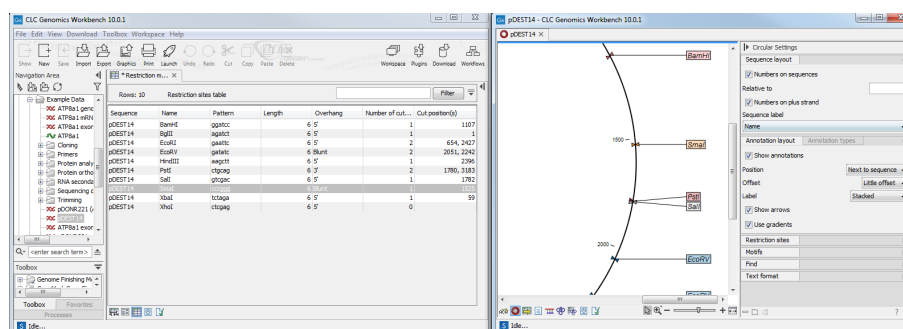 CLC Genomics Workbench 10.0.1
File Edit View Download Toolbox Workspace Help
Show New Save Import Export Graphics Print Launch Undo Redo Cut Copy Paste Delete Workspace Plugins Download Workflows
Navigation Area
*Restriction m...
Rows: 10 Restriction sites table Filter
Sequence Name Pattern Length Overhang Number of cut... Cut position(s)
pDEST14 BamHI ggatcc 6 5' 1 1107
pDEST14 BglII agatct 6 5' 1 1
pDEST14 EcoRI gaattc 6 5' 2 654, 2427
pDEST14 EcoRV gatatc 6 Blunt 2 2051, 2242
pDEST14 HindIII aagctt 6 5' 1 2396
pDEST14 PstI ctgcag 6 3' 2 1780, 3183
pDEST14 SalI gtcgac 6 5' 1 1782
pDEST14 SmaI cccggg 6 Blunt 1 1525
pDEST14 XbaI tctaga 6 5' 1 59
pDEST14 XhoI ctcgag 6 5' 0
Example Data
ATP8a1 genc
ATP8a1 mRN
ATP8a1 exor
ATP8a1
Cloning
Primers
Protein analy
Protein ortho
RNA seconda
Sequencing c
Trimming
pDONR221 (
pDEST14
ATP8a1 exor
<enter search term>
Toolbox
Genome Finishing M
Toolbox Favorites
Processes
Idle...
pDEST14 - CLC Genomics Workbench 10.0.1
pDEST14
BamHI
1500
SmaI
PstI
SalI
2000
EcoRV
EcoRV
Circular Settings
Sequence layout
Numbers on sequences
Relative to
Numbers on plus strand
Sequence label
Name
Annotation layout Annotation types
Show annotations
Position Next to sequence
Offset Little offset
Label Stacked
Show arrows
Use gradients
Restriction sites
Motifs
Find
Text format
Idle...